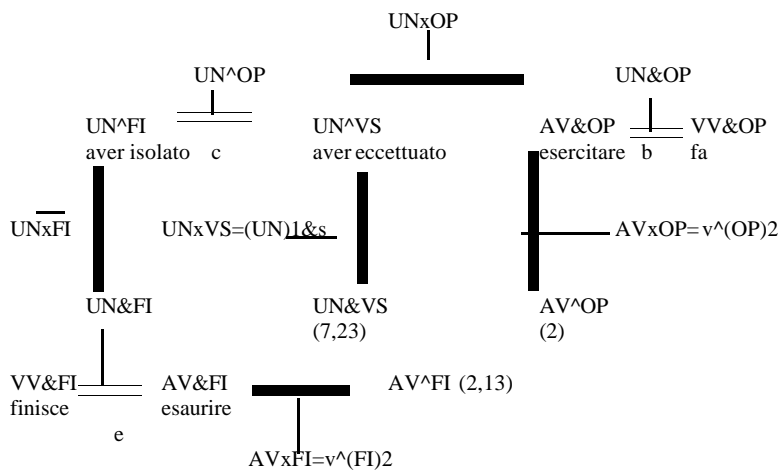 UNxOP
UN^OP UN&OP
UN^FI UN^VS AV&OP VV&OP
aver isolato c aver eccettuato esercitare b fa
UNxFI UNxVS=(UN)1&s AVxOP= v^(OP)2
UN&FI UN&VS AV^OP
(7,23) (2)
VV&FI AV&FI AV^FI (2,13)
finisce esaurire
e
AVxFI=v^(FI)2